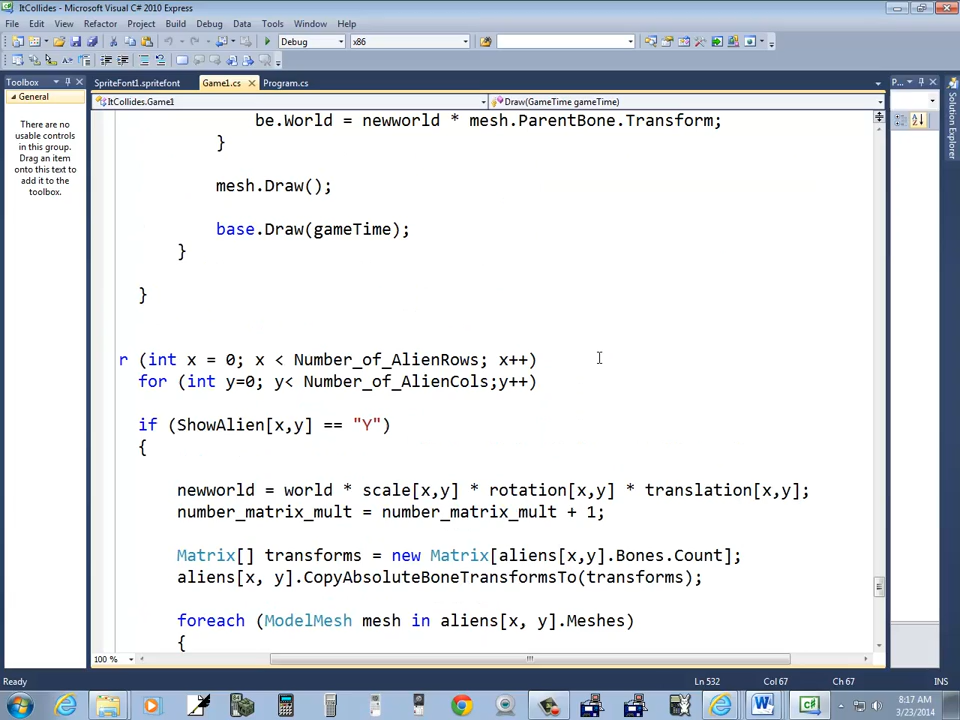 ItCollides - Microsoft Visual C# 2010 Express
File Edit View Refactor Project Build Debug Data Tools Window Help
Debug x86
Toolbox
SpriteFont1.spritefont Game1.cs Program.cs
P...
General
ItCollides.Game1 Draw(GameTime gameTime)
There are no
usable controls
in this group.
Drag an item
onto this text to
add it to the
toolbox.
Solution Explorer
be.World = newworld * mesh.ParentBone.Transform;
}
mesh.Draw();
base.Draw(gameTime);
}
}
r (int x = 0; x < Number_of_AlienRows; x++)
for (int y=0; y< Number_of_AlienCols;y++)
if (ShowAlien[x,y] == "Y")
{
newworld = world * scale[x,y] * rotation[x,y] * translation[x,y];
number_matrix_mult = number_matrix_mult + 1;
Matrix[] transforms = new Matrix[aliens[x,y].Bones.Count];
aliens[x, y].CopyAbsoluteBoneTransformsTo(transforms);
foreach (ModelMesh mesh in aliens[x, y].Meshes)
{
100 %
Ready Ln 532 Col 67 Ch 67 INS
8:17 AM
3/23/2014